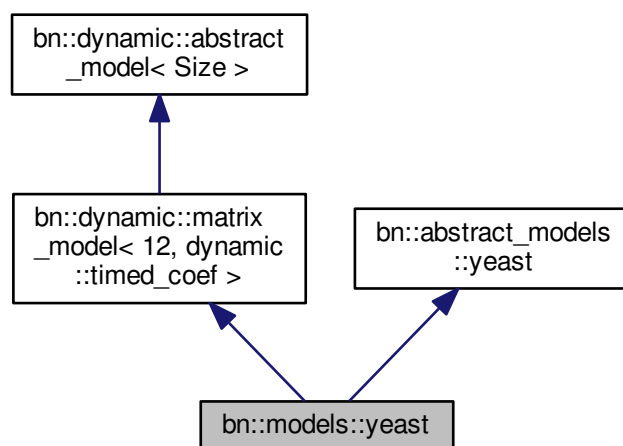 bn::dynamic::abstract
_model< Size >
bn::dynamic::matrix
_model< 12, dynamic
::timed_coef >
bn::abstract_models
::yeast
bn::models::yeast